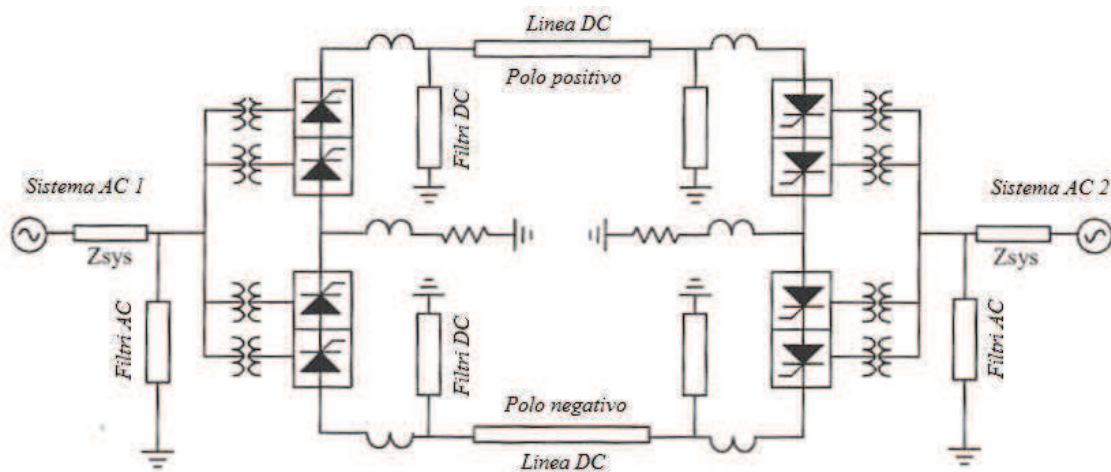 Linea DC
Polo positivo
Filtri DC
Sistema AC 1
Sistema AC 2
Zsys
Zsys
Filtri AC
Filtri DC
Filtri AC
Polo negativo
Linea DC